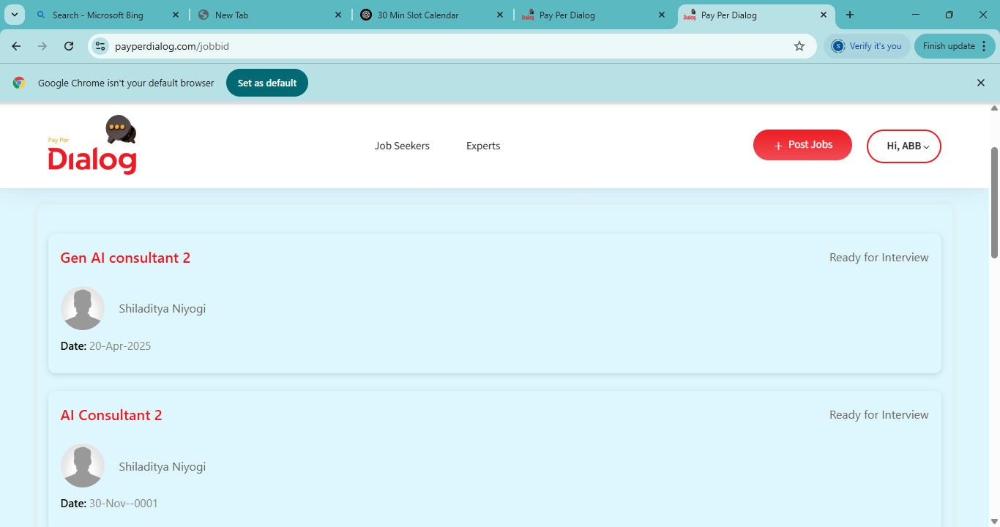 Search - Microsoft Bing
New Tab
30 Min Slot Calendar
Pay Per Dialog
Pay Per Dialog
payperdialog.com/jobbid
Verify it's you
Finish update
Google Chrome isn't your default browser
Set as default
Pay Per
Dialog
Job Seekers
Experts
+ Post Jobs
Hi, ABB
Gen AI consultant 2
Ready for Interview
Shiladitya Niyogi
Date: 20-Apr-2025
AI Consultant 2
Ready for Interview
Shiladitya Niyogi
Date: 30-Nov--0001